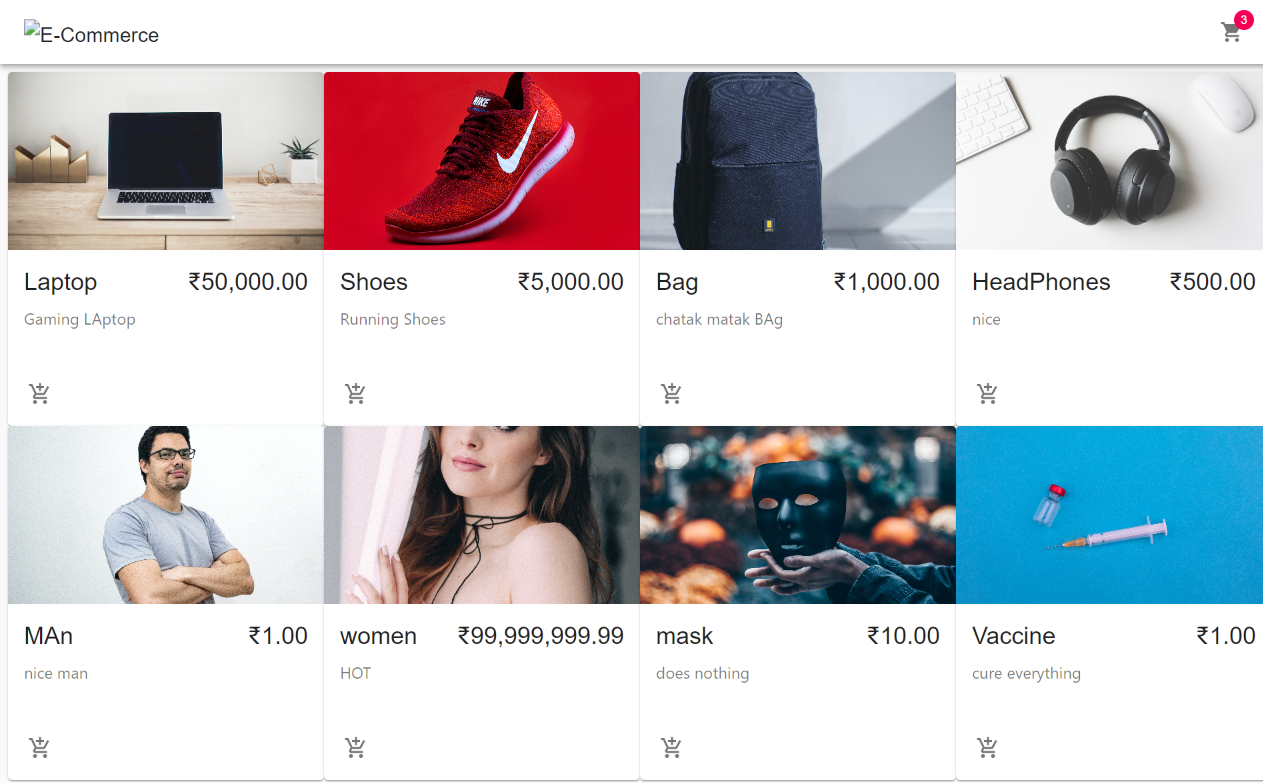 E-Commerce
3
NIKE
Laptop ₹50,000.00
Gaming LAptop
Shoes ₹5,000.00
Running Shoes
Bag ₹1,000.00
chatak matak BAg
HeadPhones ₹500.00
nice
MAn ₹1.00
nice man
women ₹99,999,999.99
HOT
mask ₹10.00
does nothing
Vaccine ₹1.00
cure everything